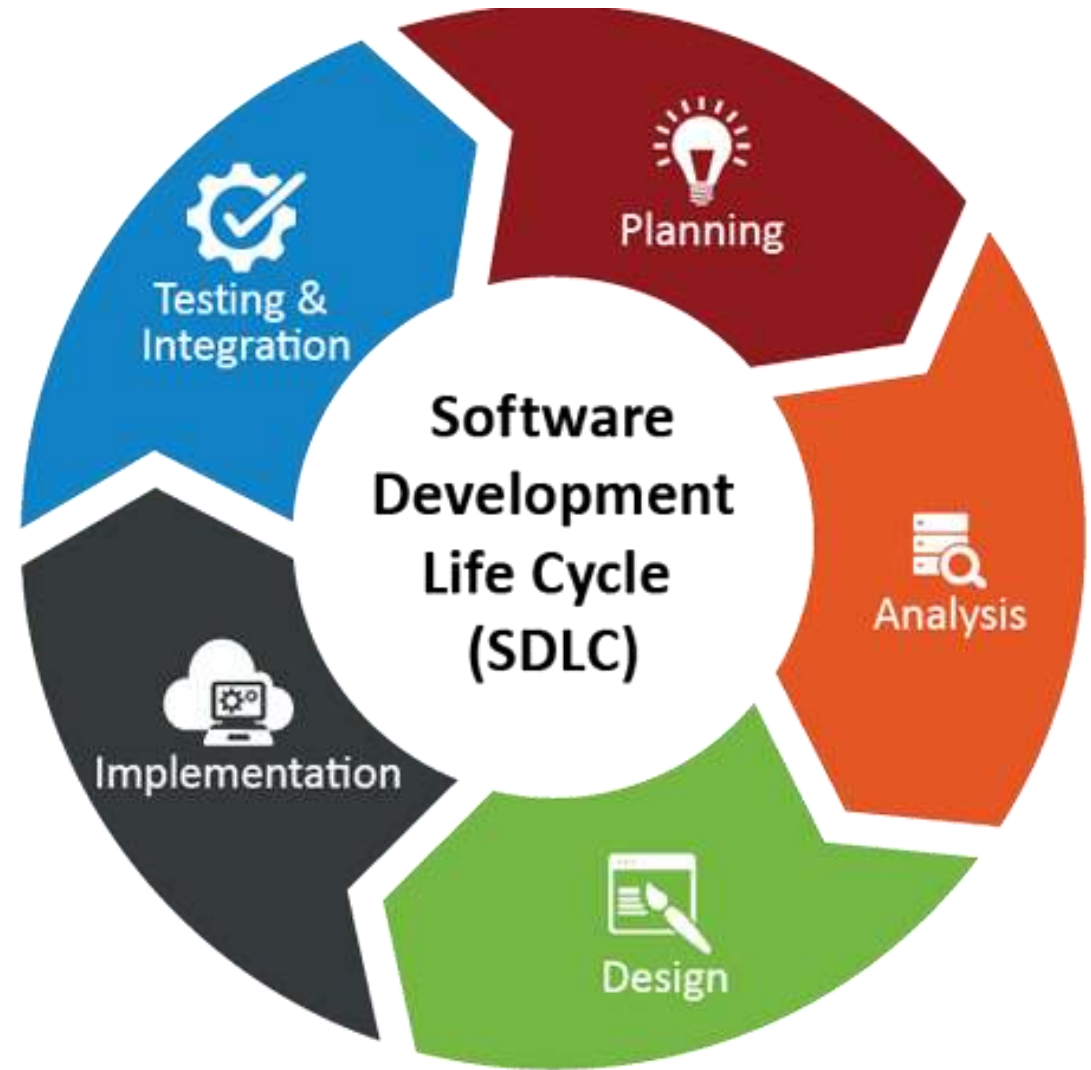 Software
Development
Life Cycle
(SDLC)
Planning
Analysis
Design
Implementation
Testing &
Integration